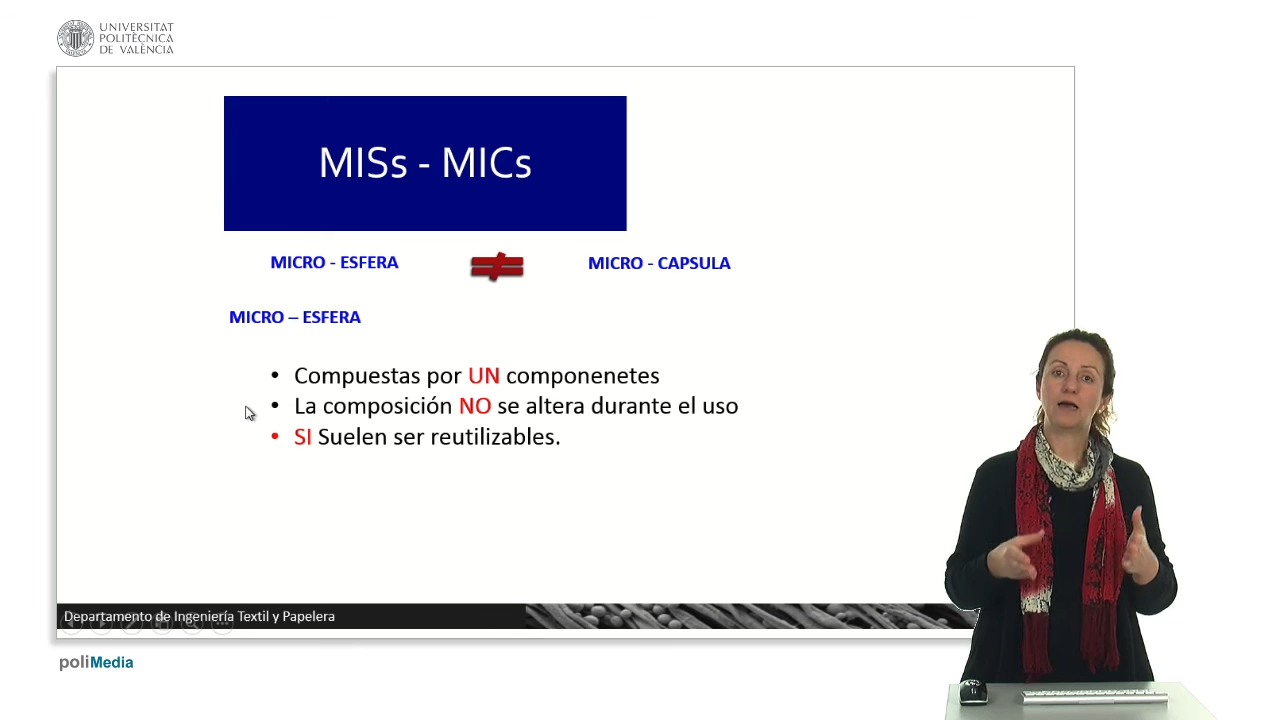 UNIVERSITAT
POLITÈCNICA
DE VALÈNCIA
MISs - MICs
MICRO - ESFERA ≠ MICRO - CAPSULA
MICRO – ESFERA
• Compuestas por UN componenetes
• La composición NO se altera durante el uso
• SI Suelen ser reutilizables.
Departamento de Ingeniería Textil y Papelera
poliMedia